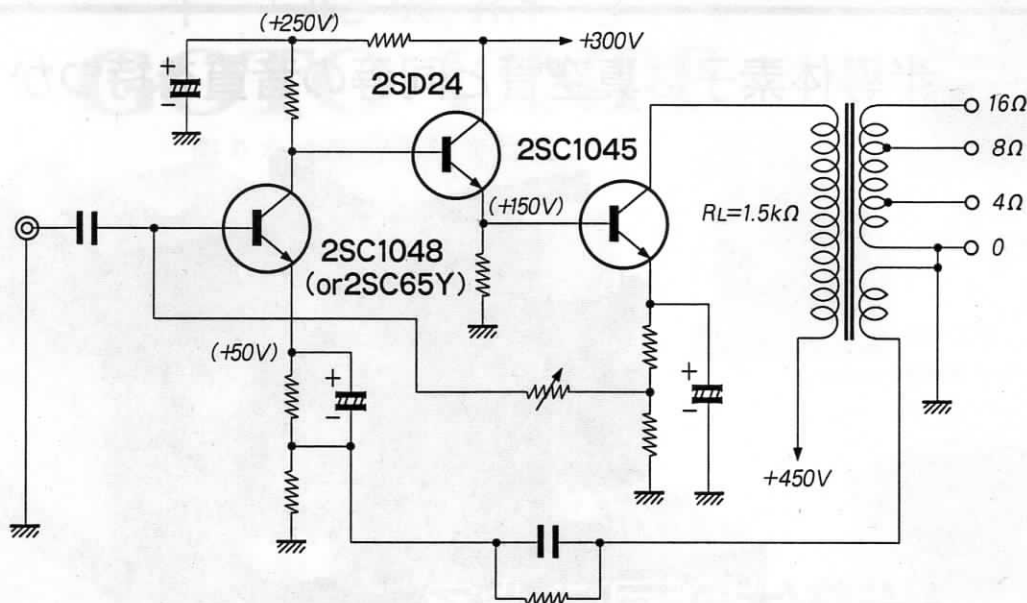 (+250V)
+300V
2SD24
2SC1045
16Ω
8Ω
4Ω
0
(+150V)
RL=1.5kΩ
2SC1048
(or2SC65Y)
(+50V)
+450V
+
−
+
−
+
−